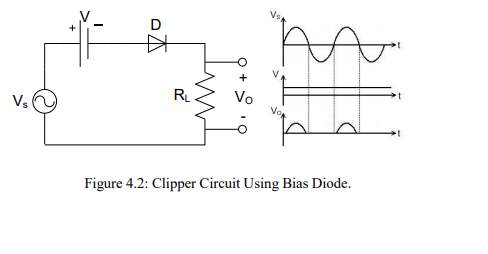 V
+
-
D
Vs
RL
+
Vo
-
Vs
t
V
t
Vo
t
Figure 4.2: Clipper Circuit Using Bias Diode.